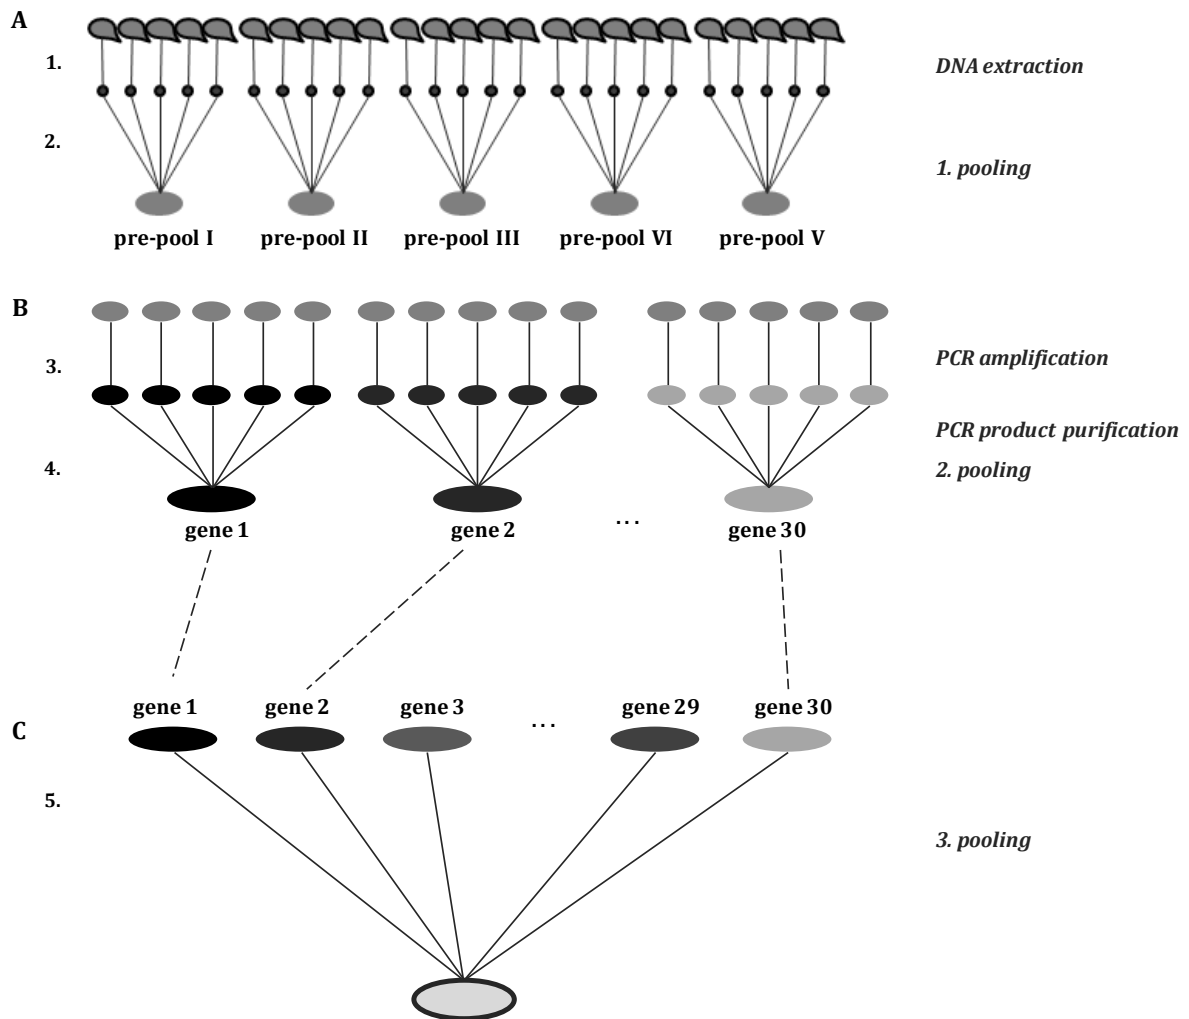 A
1.
DNA extraction
2.
1. pooling
pre-pool I pre-pool II pre-pool III pre-pool VI pre-pool V
B
3.
PCR amplification
PCR product purification
4.
2. pooling
gene 1 gene 2 ... gene 30
gene 1 gene 2 gene 3 ... gene 29 gene 30
C
5.
3. pooling